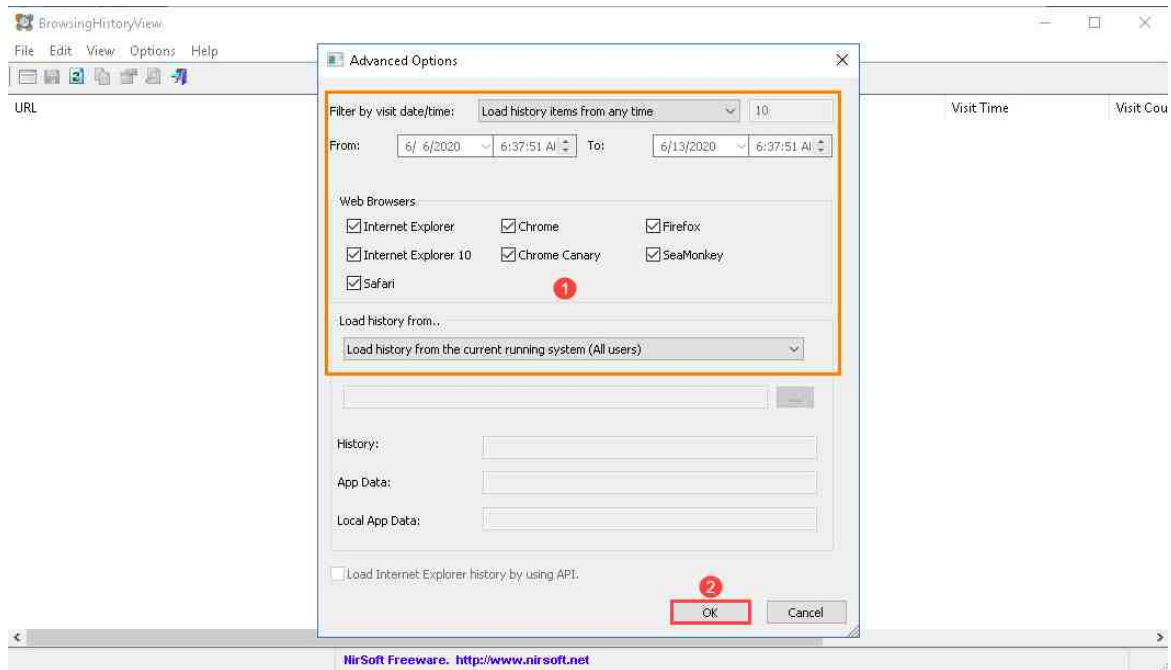 BrowsingHistoryView
File Edit View Options Help
URL Visit Time Visit Cou
Advanced Options
Filter by visit date/time: Load history items from any time 10
From: 6/ 6/2020 6:37:51 AI To: 6/13/2020 6:37:51 AI
Web Browsers
Internet Explorer Chrome Firefox
Internet Explorer 10 Chrome Canary SeaMonkey
Safari
1
Load history from..
Load history from the current running system (All users)
...
History:
App Data:
Local App Data:
Load Internet Explorer history by using API.
2
OK Cancel
NirSoft Freeware. http://www.nirsoft.net